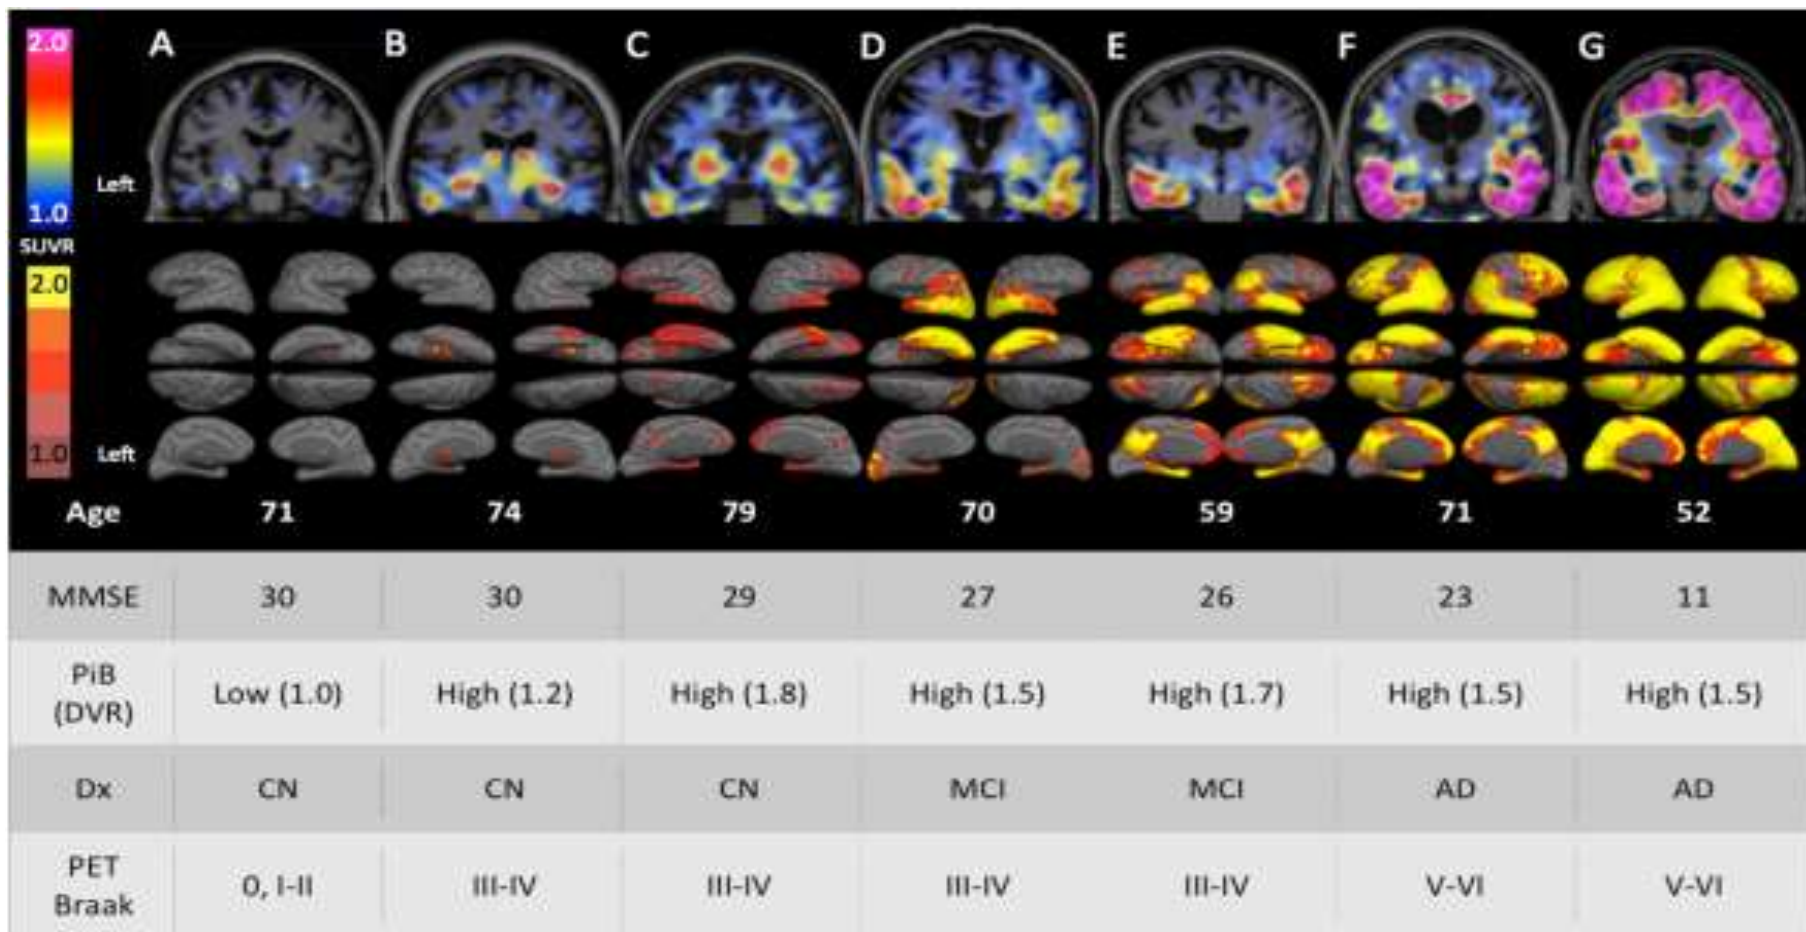 2.0 A B C D E F G
Left
1.0
SUVR
2.0
1.0 Left
Age 71 74 79 70 59 71 52
MMSE 30 30 29 27 26 23 11
PiB
(DVR) Low (1.0) High (1.2) High (1.8) High (1.5) High (1.7) High (1.5) High (1.5)
Dx CN CN CN MCI MCI AD AD
PET
Braak 0, I-II III-IV III-IV III-IV III-IV V-VI V-VI